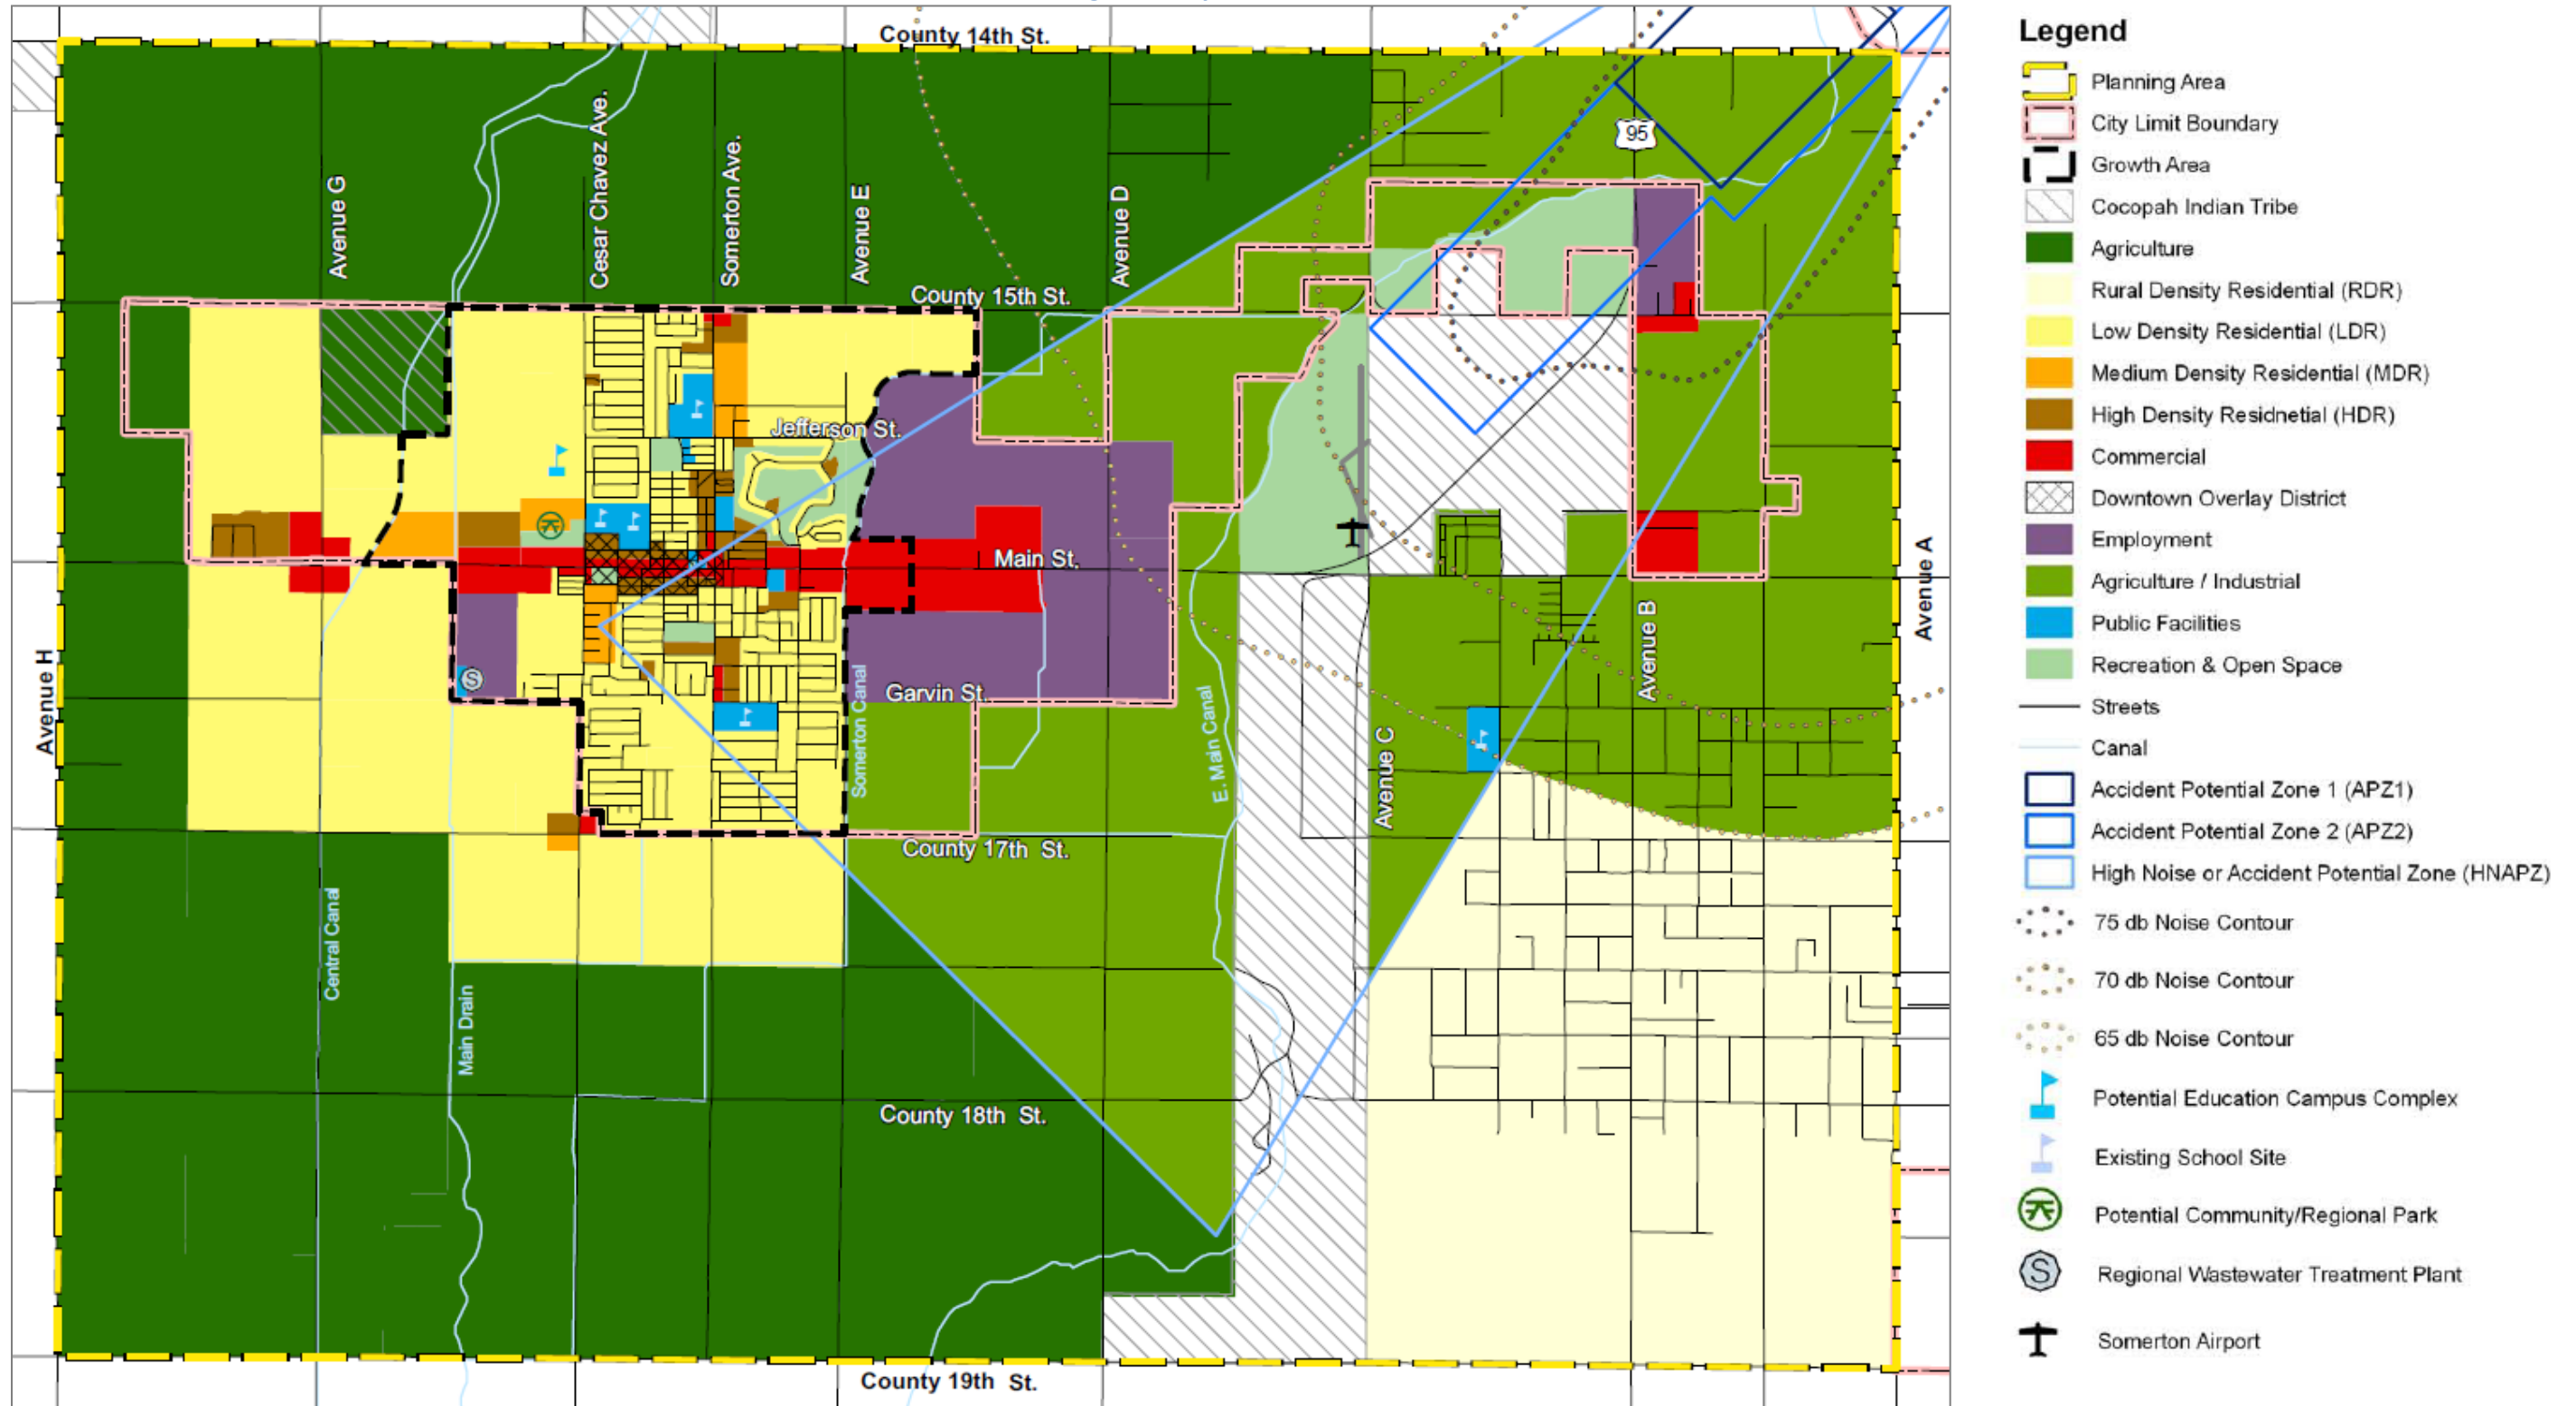 County 14th St.
95
Avenue G
Cesar Chavez Ave.
Somerton Ave.
Avenue E
Avenue D
County 15th St.
Jefferson St.
Main St.
Garvin St.
Somerton Canal
E. Main Canal
Avenue C
Avenue B
Avenue A
Avenue H
S
County 17th St.
Central Canal
Main Drain
County 18th St.
County 19th St.
Legend
Planning Area
City Limit Boundary
Growth Area
Cocopah Indian Tribe
Agriculture
Rural Density Residential (RDR)
Low Density Residential (LDR)
Medium Density Residential (MDR)
High Density Residnetial (HDR)
Commercial
Downtown Overlay District
Employment
Agriculture / Industrial
Public Facilities
Recreation & Open Space
Streets
Canal
Accident Potential Zone 1 (APZ1)
Accident Potential Zone 2 (APZ2)
High Noise or Accident Potential Zone (HNAPZ)
75 db Noise Contour
70 db Noise Contour
65 db Noise Contour
Potential Education Campus Complex
Existing School Site
Potential Community/Regional Park
S Regional Wastewater Treatment Plant
Somerton Airport